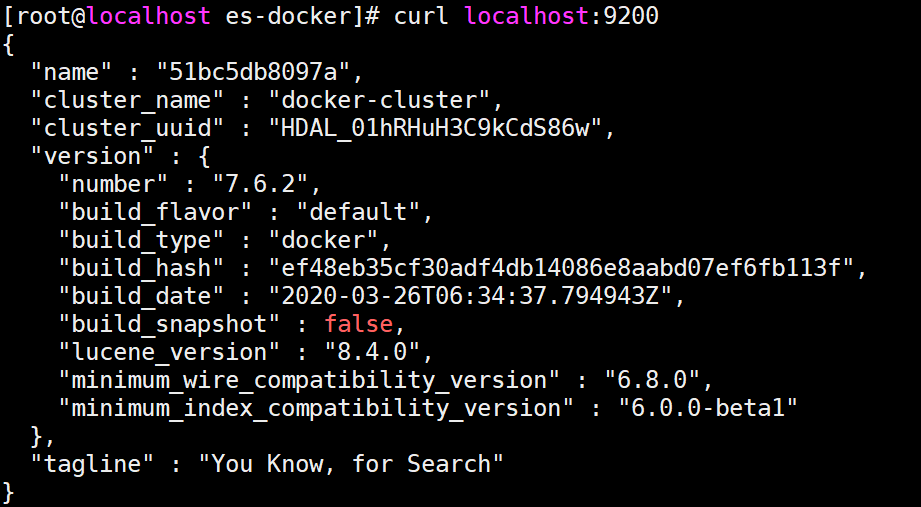 [root@localhost es-docker]# curl localhost:9200
{
  "name" : "51bc5db8097a",
  "cluster_name" : "docker-cluster",
  "cluster_uuid" : "HDAL_01hRHuH3C9kCdS86w",
  "version" : {
    "number" : "7.6.2",
    "build_flavor" : "default",
    "build_type" : "docker",
    "build_hash" : "ef48eb35cf30adf4db14086e8aabd07ef6fb113f",
    "build_date" : "2020-03-26T06:34:37.794943Z",
    "build_snapshot" : false,
    "lucene_version" : "8.4.0",
    "minimum_wire_compatibility_version" : "6.8.0",
    "minimum_index_compatibility_version" : "6.0.0-beta1"
  },
  "tagline" : "You Know, for Search"
}